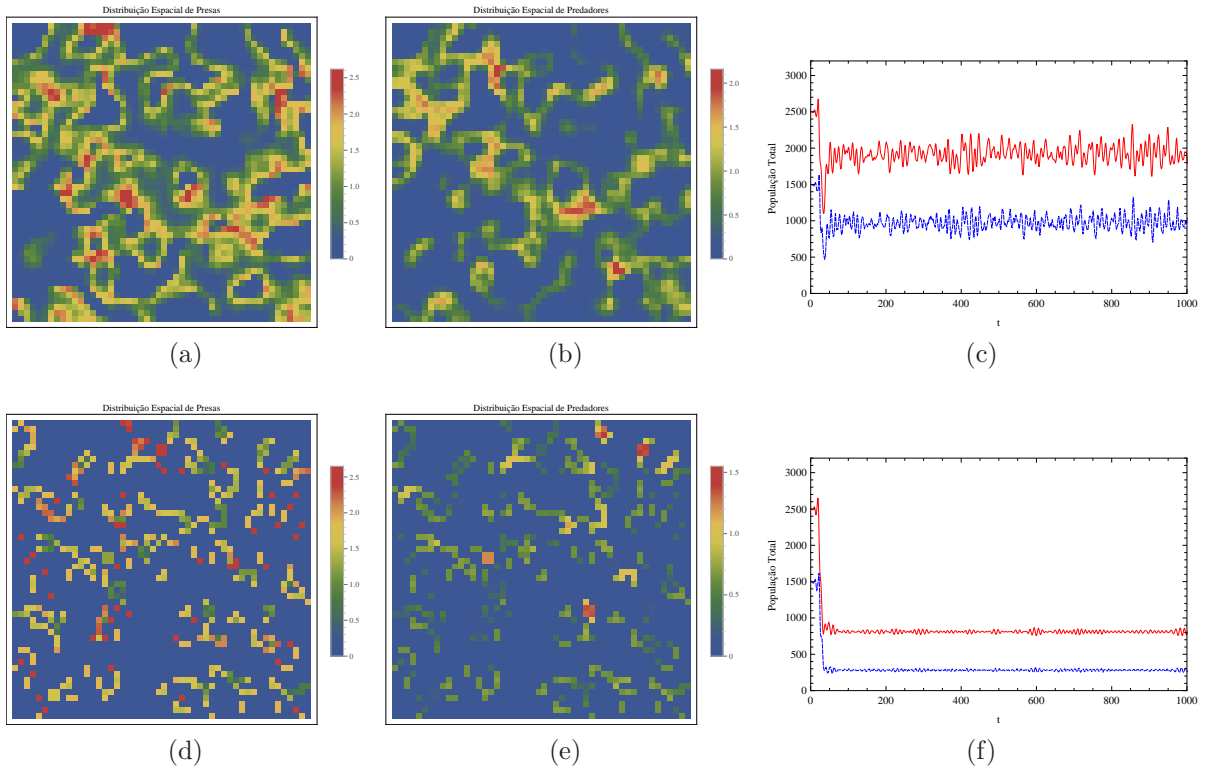 Distribuição Espacial de Presas
2.5
2.0
1.5
1.0
0.5
0
(a)
Distribuição Espacial de Predadores
2.0
1.5
1.0
0.5
0
(b)
População Total
3000
2500
2000
1500
1000
500
0
0 200 400 600 800 1000
t
(c)
Distribuição Espacial de Presas
2.5
2.0
1.5
1.0
0.5
0
(d)
Distribuição Espacial de Predadores
1.5
1.0
0.5
0
(e)
População Total
3000
2500
2000
1500
1000
500
0
0 200 400 600 800 1000
t
(f)